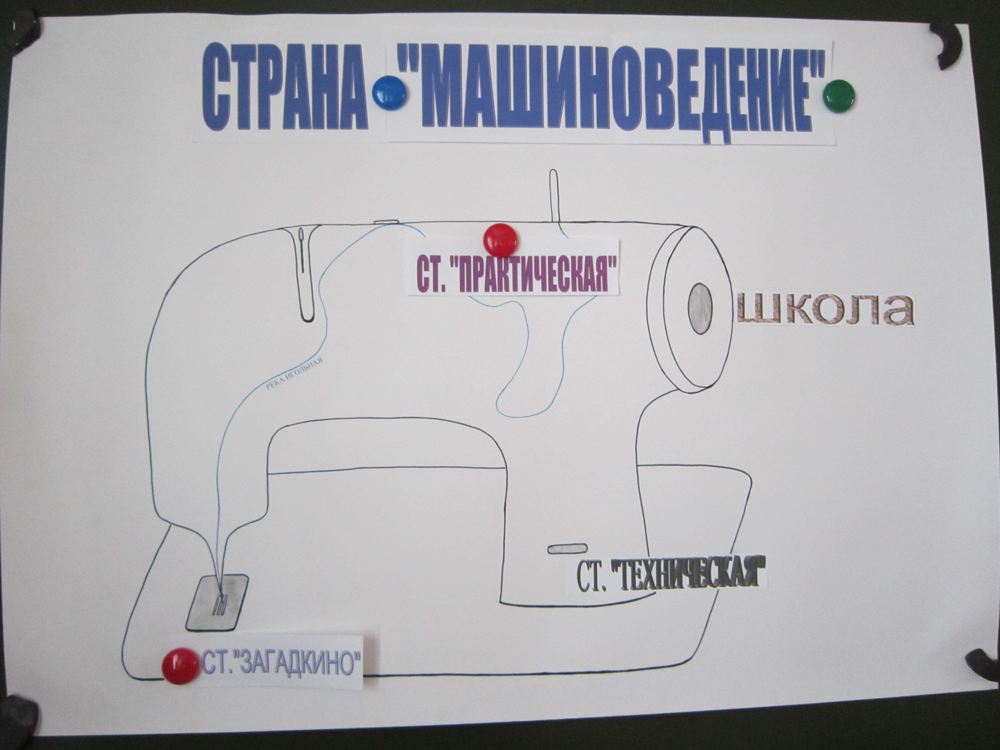 СТРАНА "МАШИНОВЕДЕНИЕ"
СТ. "ПРАКТИЧЕСКАЯ"
школа
РЕКА ИГОЛЬНАЯ
СТ. "ТЕХНИЧЕСКАЯ"
СТ."ЗАГАДКИНО"